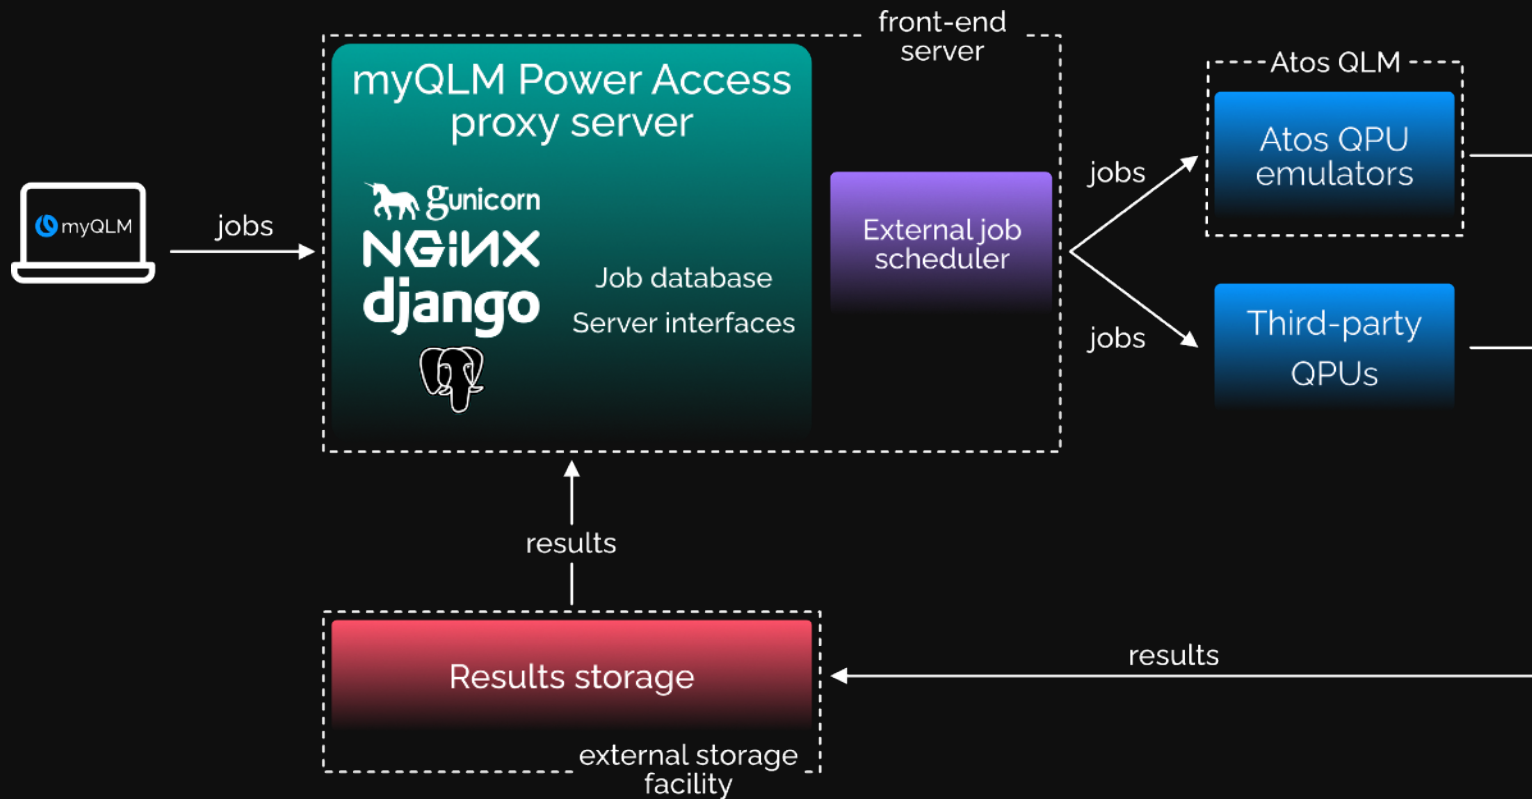 front-end
server
myQLM Power Access
proxy server
Atos QLM
Atos QPU
emulators
jobs
gunicorn
NGiNX
django
Job database
Server interfaces
External job
scheduler
myQLM
jobs
jobs
Third-party
QPUs
results
Results storage
results
external storage
facility